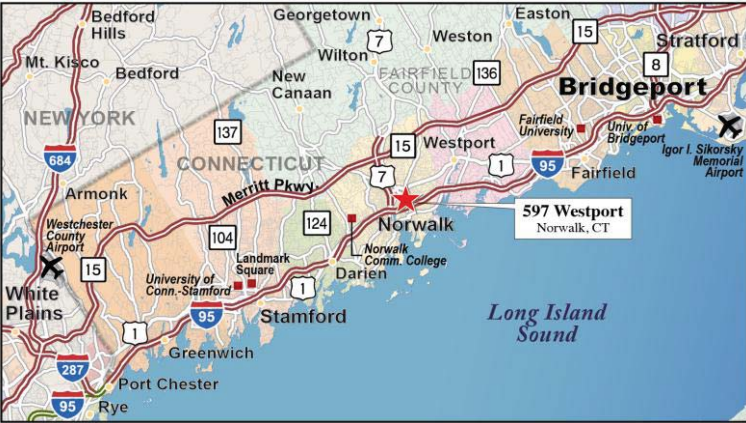 Bedford
Hills
Georgetown
Easton
15
Stratford
7
Weston
Wilton
8
Mt. Kisco
Bedford
FAIRFIELD
COUNTY
136
New
Canaan
Bridgeport
NEW YORK
137
Fairfield
University
Univ. of
Bridgeport
Igor I. Sikorsky
Memorial
Airport
15
Westport
684
CONNECTICUT
7
1
95
Fairfield
Armonk
Merritt Pkwy.
597 Westport
Norwalk, CT
Norwalk
Westchester
County
Airport
104
124
Norwalk
Comm. College
15
Landmark
Square
University of
Conn.-Stamford
Darien
White
Plains
1
95
Stamford
Long Island
Sound
1
Greenwich
287
Port Chester
95
Rye